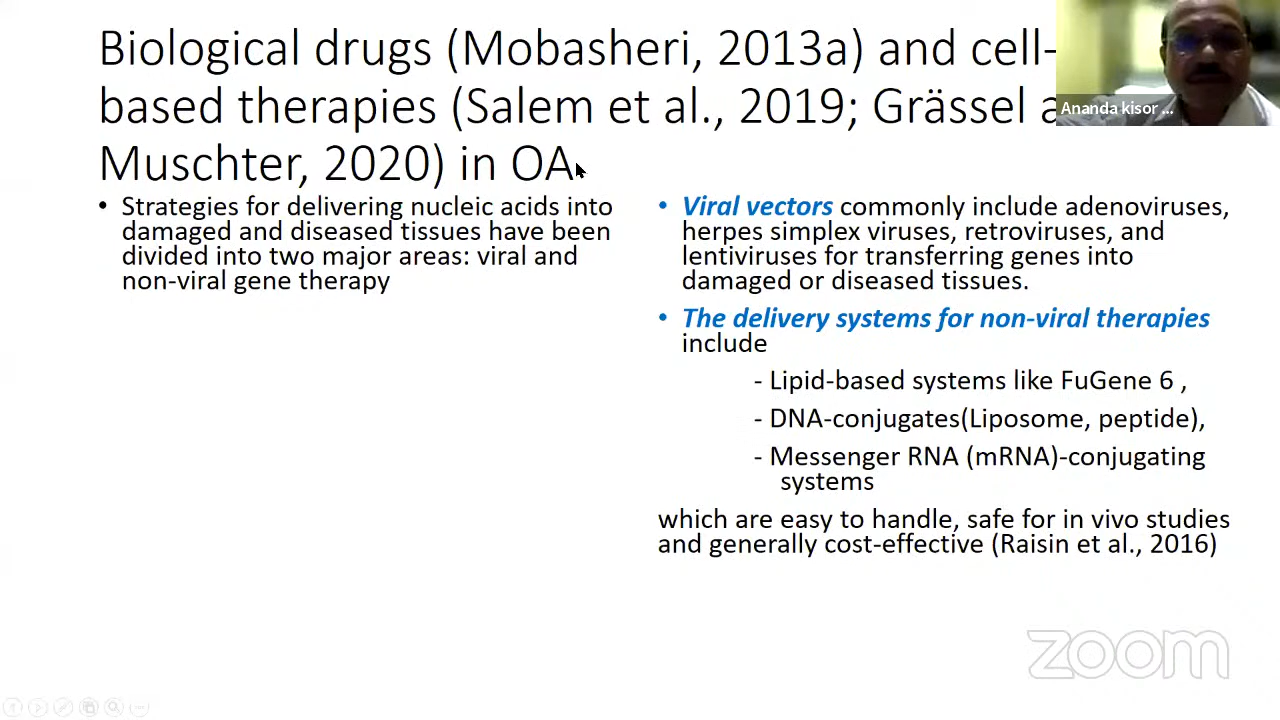 Biological drugs (Mobasheri, 2013a) and cell-
based therapies (Salem et al., 2019; Grässel a
Muschter, 2020) in OA
Ananda kisor ...
• Strategies for delivering nucleic acids into
damaged and diseased tissues have been
divided into two major areas: viral and
non-viral gene therapy
• Viral vectors commonly include adenoviruses,
herpes simplex viruses, retroviruses, and
lentiviruses for transferring genes into
damaged or diseased tissues.
• The delivery systems for non-viral therapies
include
- Lipid-based systems like FuGene 6 ,
- DNA-conjugates(Liposome, peptide),
- Messenger RNA (mRNA)-conjugating
systems
which are easy to handle, safe for in vivo studies
and generally cost-effective (Raisin et al., 2016)
zoom